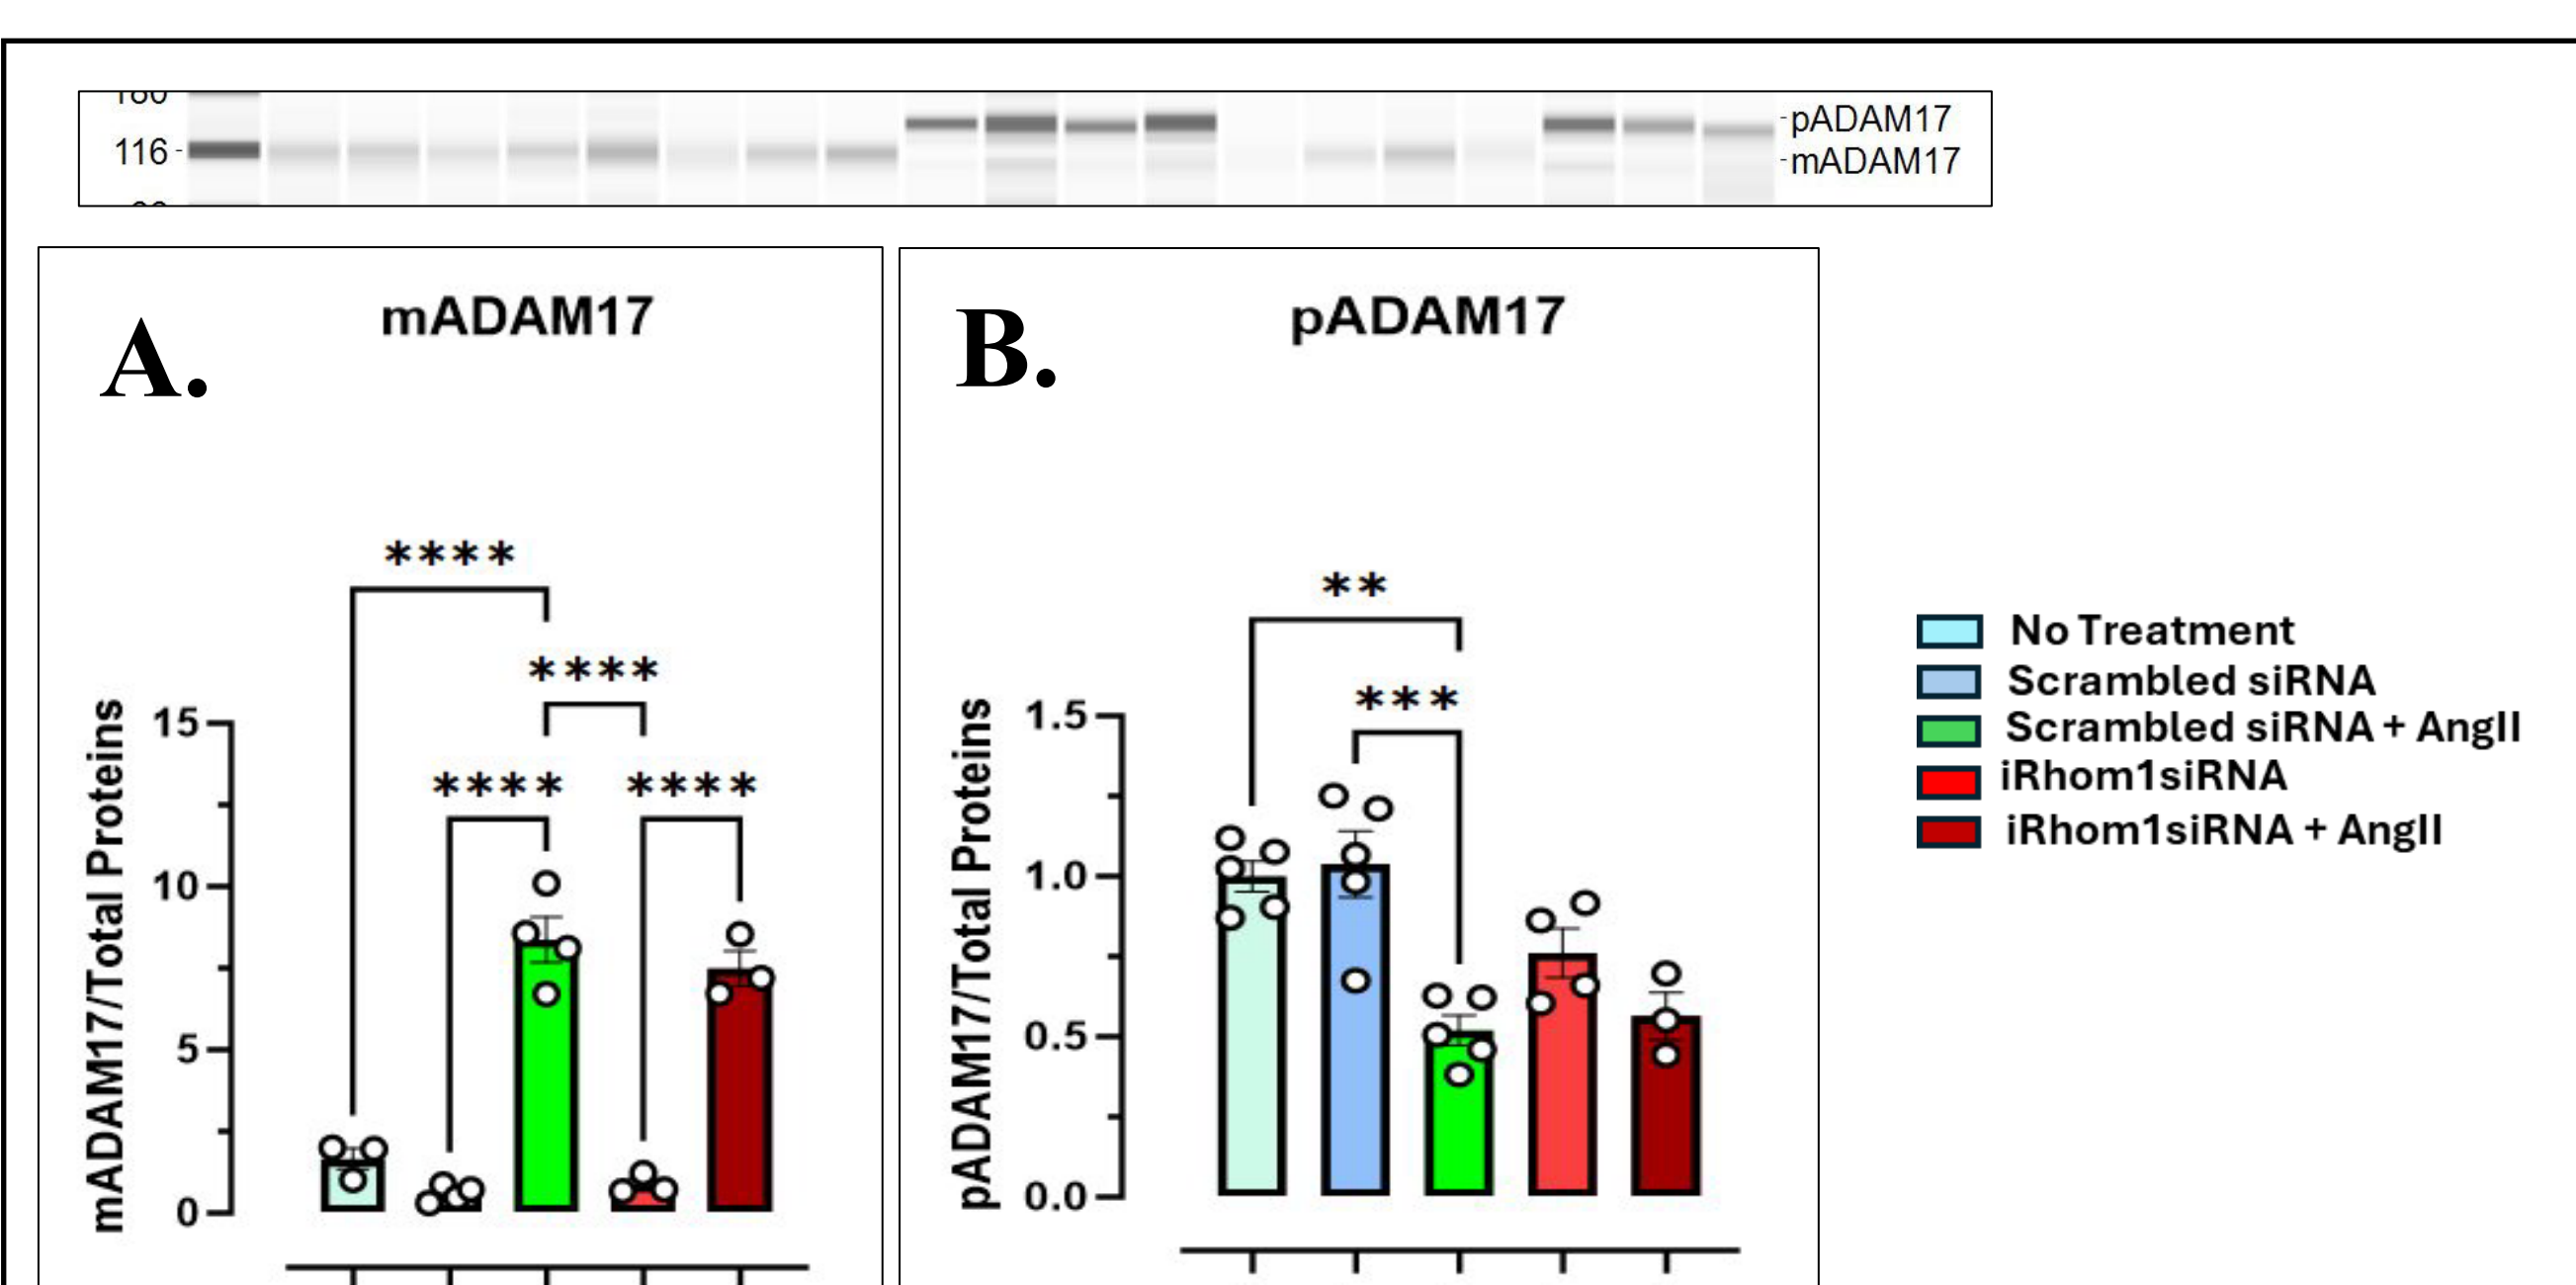 116 -
-pADAM17
-mADAM17
A.
mADAM17
****
****
**** ****
mADAM17/Total Proteins
15
10
5
0
B.
pADAM17
**
***
pADAM17/Total Proteins
1.5
1.0
0.5
0.0
No Treatment
Scrambled siRNA
Scrambled siRNA + AngII
iRhom1siRNA
iRhom1siRNA + AngII